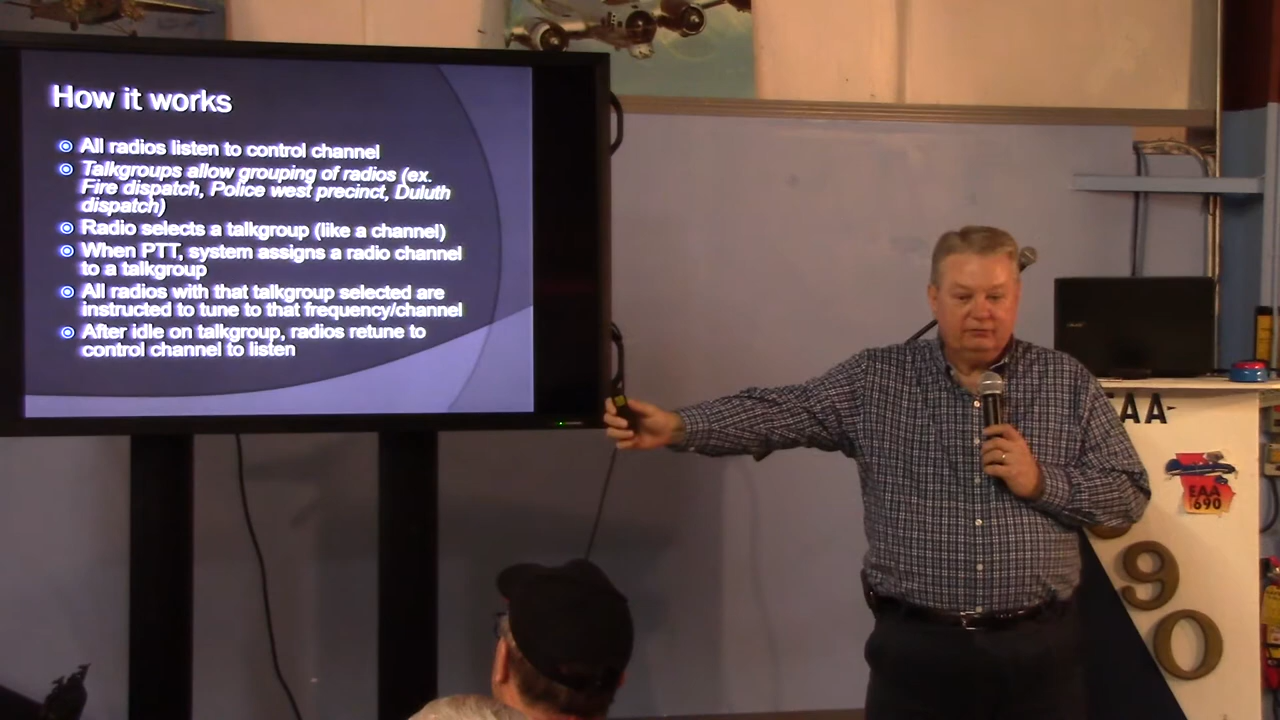 How it works
All radios listen to control channel
Talkgroups allow grouping of radios (ex.
Fire dispatch, Police west precinct, Duluth
dispatch)
Radio selects a talkgroup (like a channel)
When PTT, system assigns a radio channel
to a talkgroup
All radios with that talkgroup selected are
instructed to tune to that frequency/channel
After idle on talkgroup, radios retune to
control channel to listen
EAA
EAA
690
90